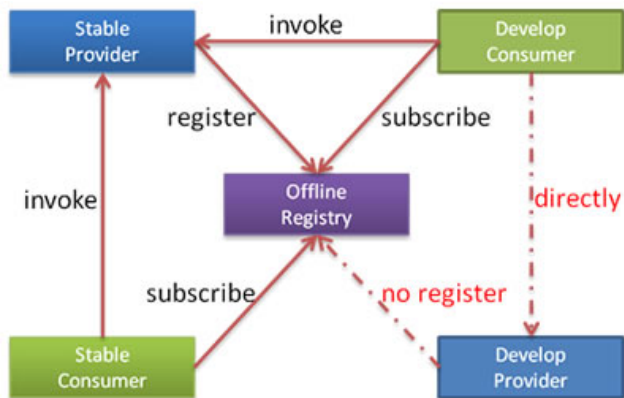 Stable
Provider
invoke
Develop
Consumer
register
subscribe
Offline
Registry
invoke
directly
subscribe
no register
Stable
Consumer
Develop
Provider